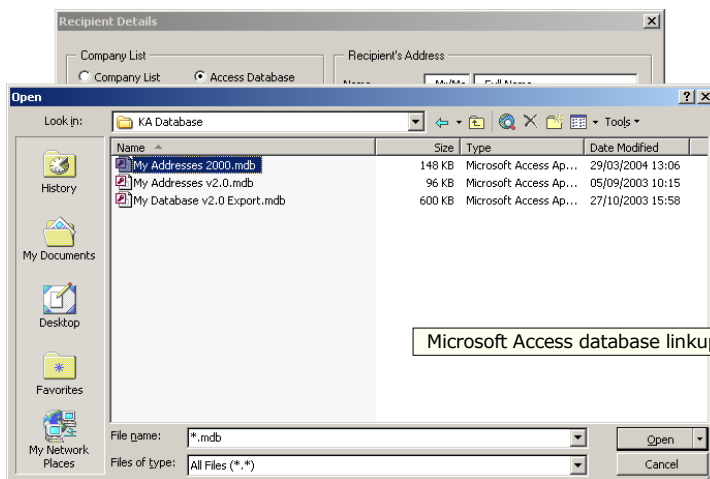 Recipient Details
Company List
Recipient's Address
Company List
Access Database
Open
Look in:
KA Database
Tools
Name
Size
Type
Date Modified
My Addresses 2000.mdb
148 KB
Microsoft Access Ap...
29/03/2004 13:06
My Addresses v2.0.mdb
96 KB
Microsoft Access Ap...
05/09/2003 10:15
My Database v2.0 Export.mdb
600 KB
Microsoft Access Ap...
27/10/2003 15:58
History
My Documents
Desktop
Favorites
My Network
Places
Microsoft Access database linku
File name:
*.mdb
Open
Files of type:
All Files (*.*)
Cancel